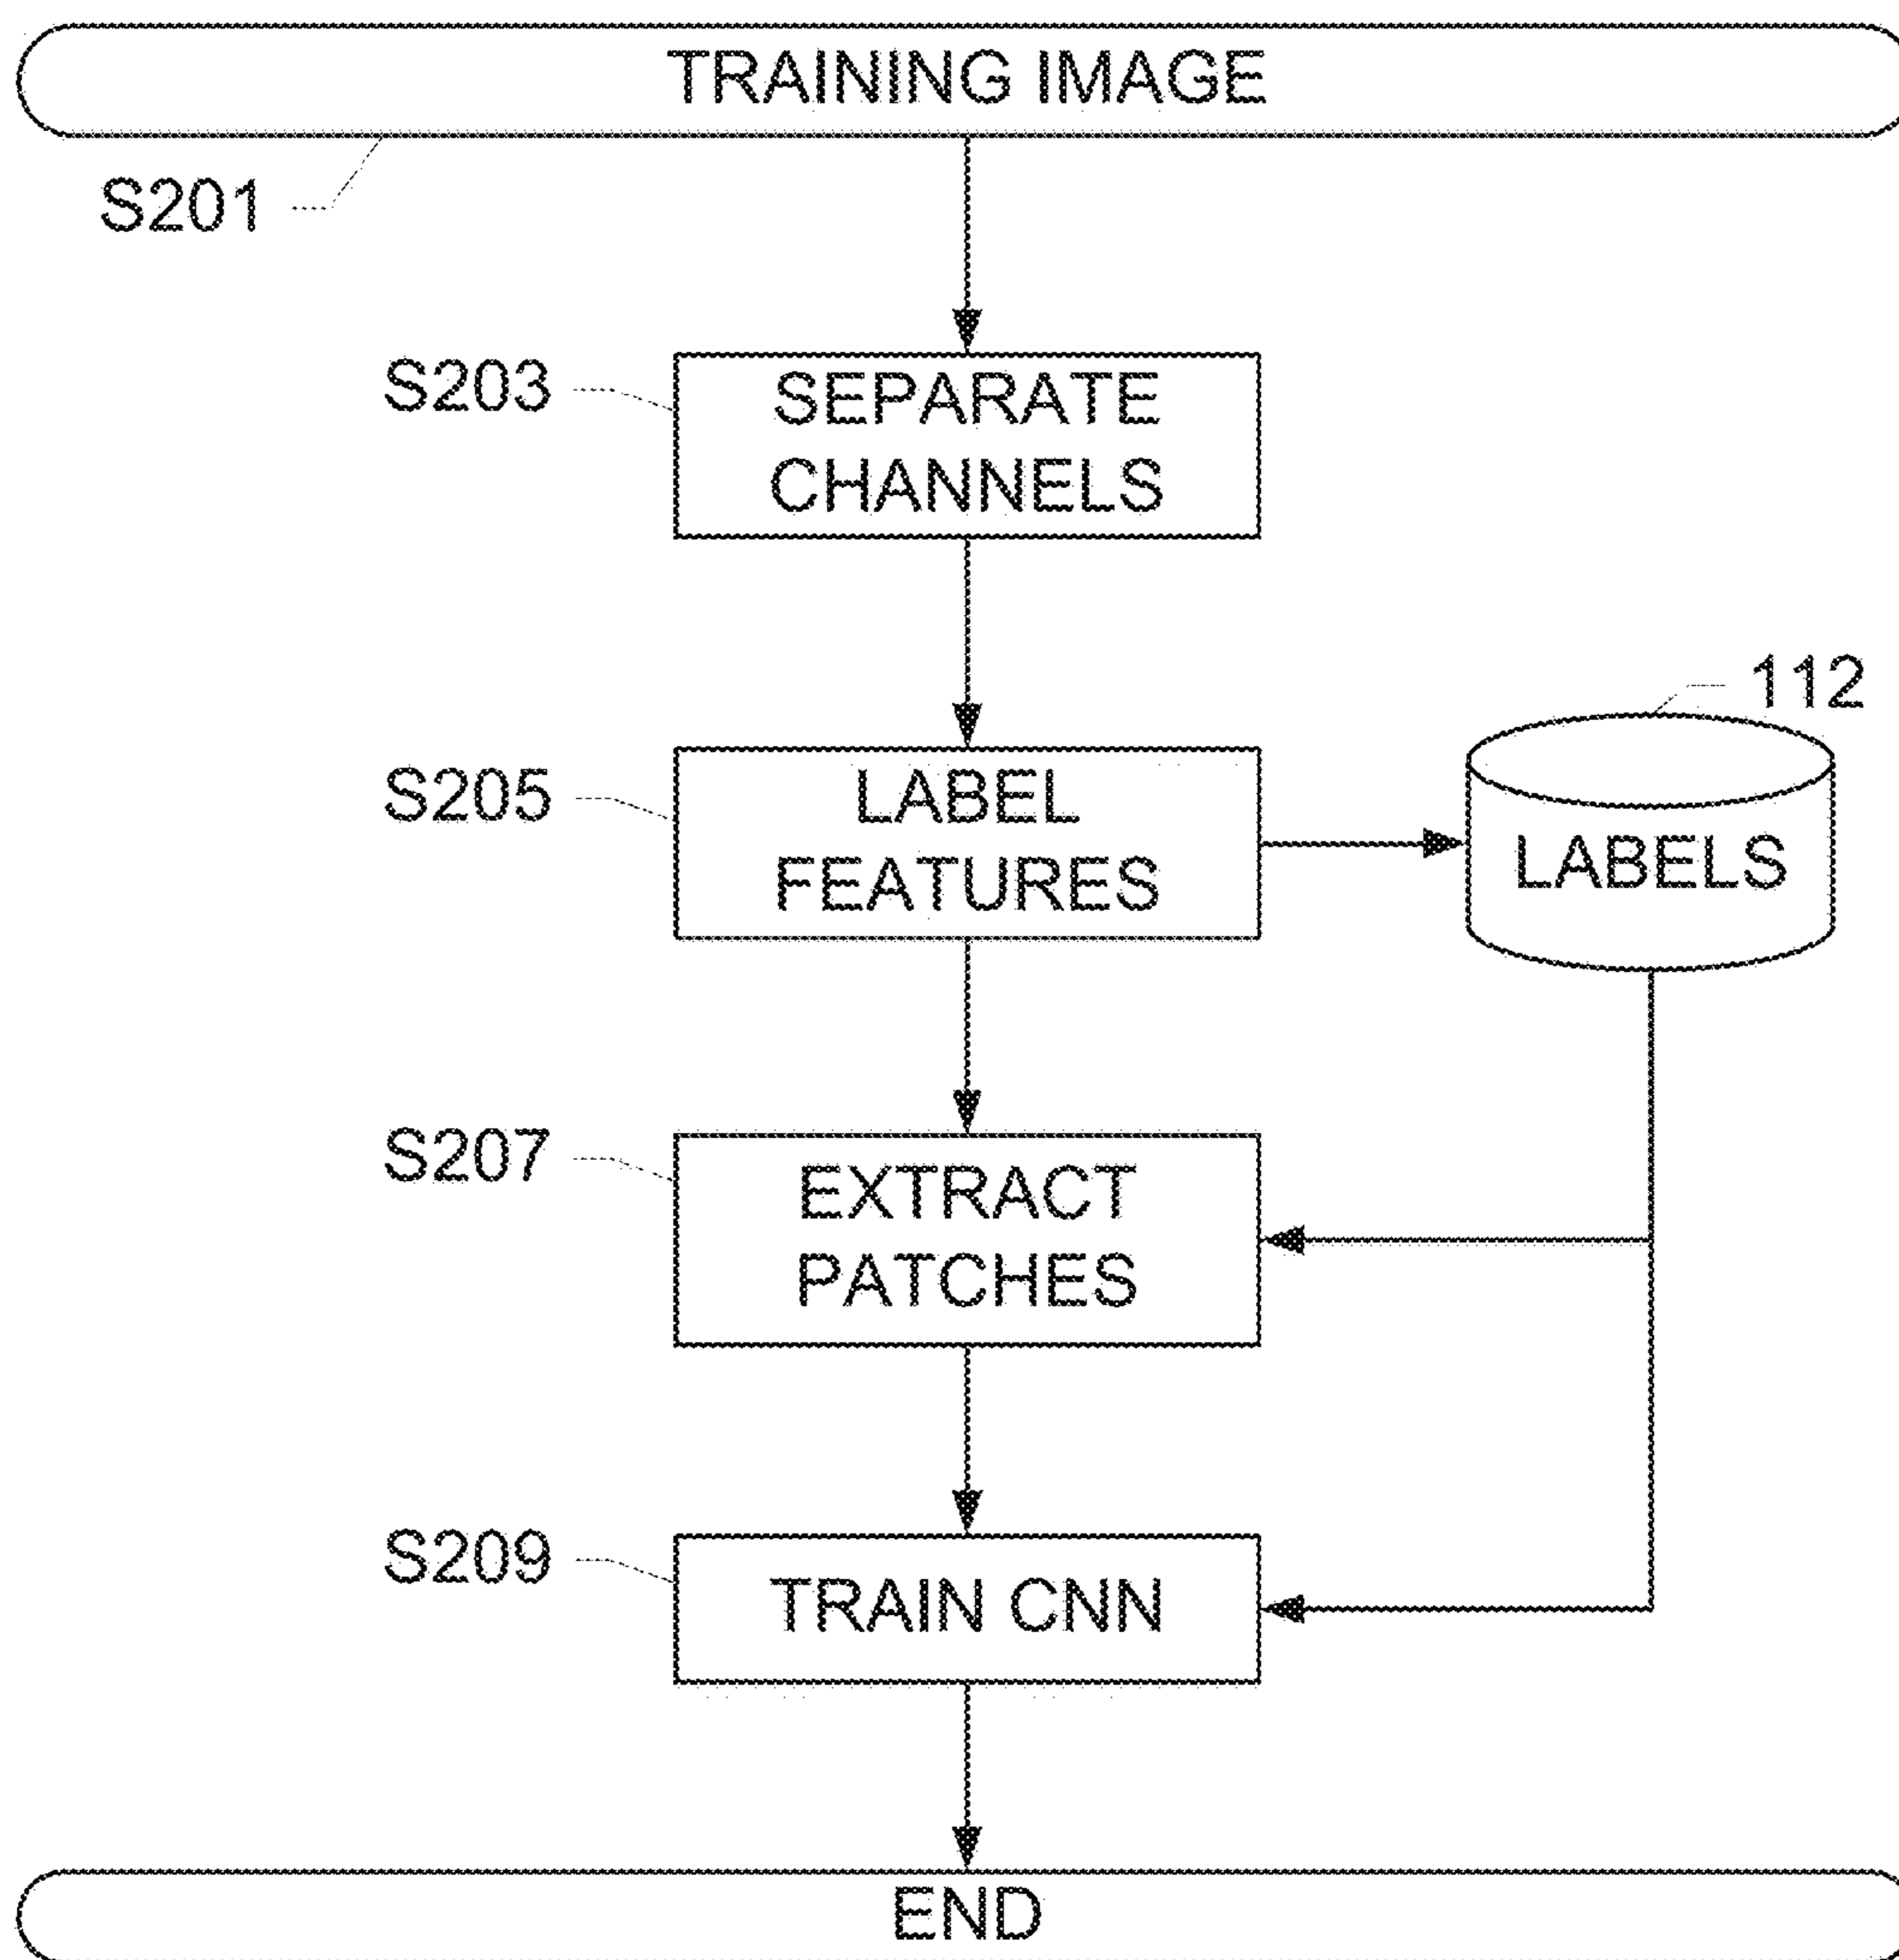 TRAINING IMAGE
S201
S203
SEPARATE
CHANNELS
112
S205
LABEL
FEATURES
LABELS
S207
EXTRACT
PATCHES
S209
TRAIN CNN
END